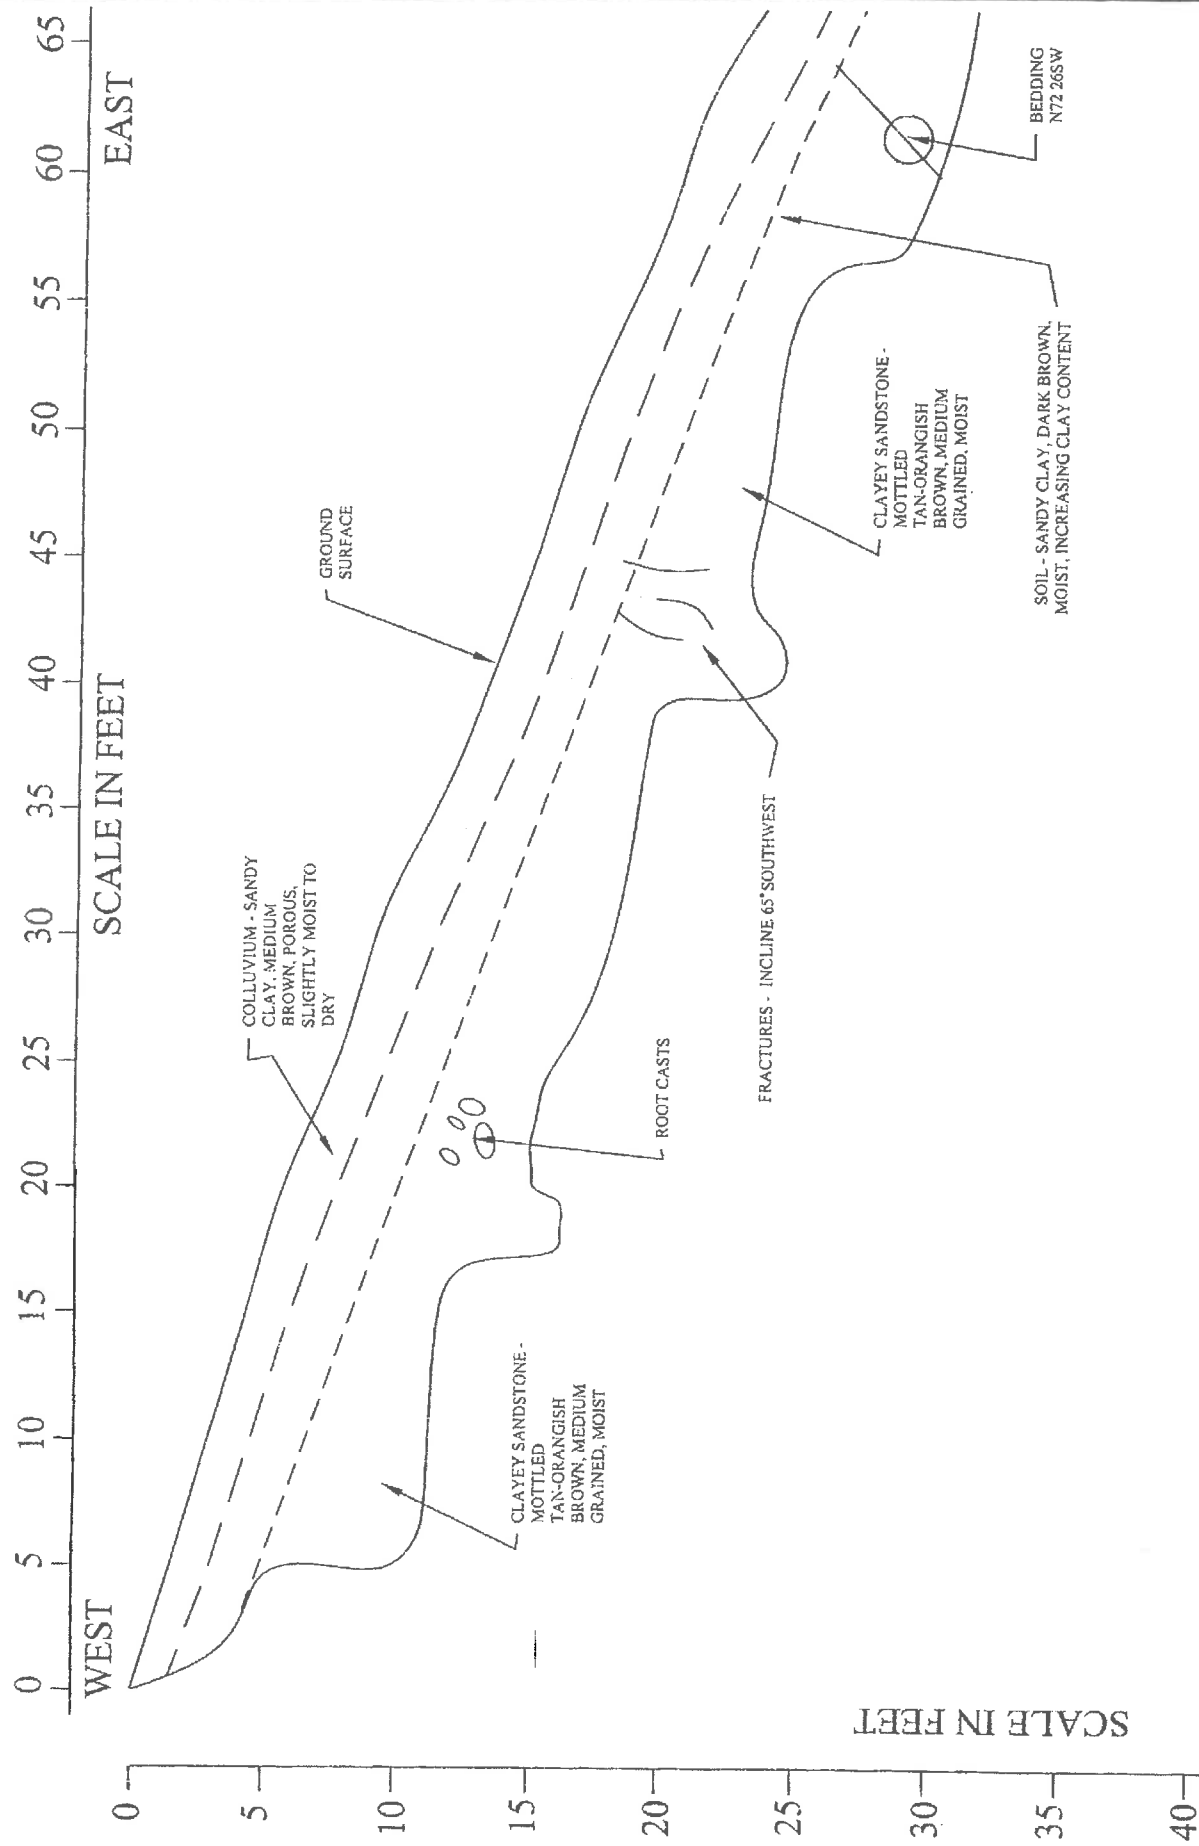 0 5 10 15 20 25 30 35 40 45 50 55 60 65
SCALE IN FEET
WEST
EAST
COLLUVIUM - SANDY
CLAY, MEDIUM
BROWN, POROUS,
SLIGHTLY MOIST TO
DRY
GROUND
SURFACE
CLAYEY SANDSTONE -
MOTTLED
TAN-ORANGISH
BROWN, MEDIUM
GRAINED, MOIST
ROOT CASTS
FRACTURES - INCLINE 65° SOUTHWEST
CLAYEY SANDSTONE -
MOTTLED
TAN-ORANGISH
BROWN, MEDIUM
GRAINED, MOIST
SOIL - SANDY CLAY, DARK BROWN,
MOIST, INCREASING CLAY CONTENT
BEDDING
N72 26SW
SCALE IN FEET
0
5
10
15
20
25
30
35
40